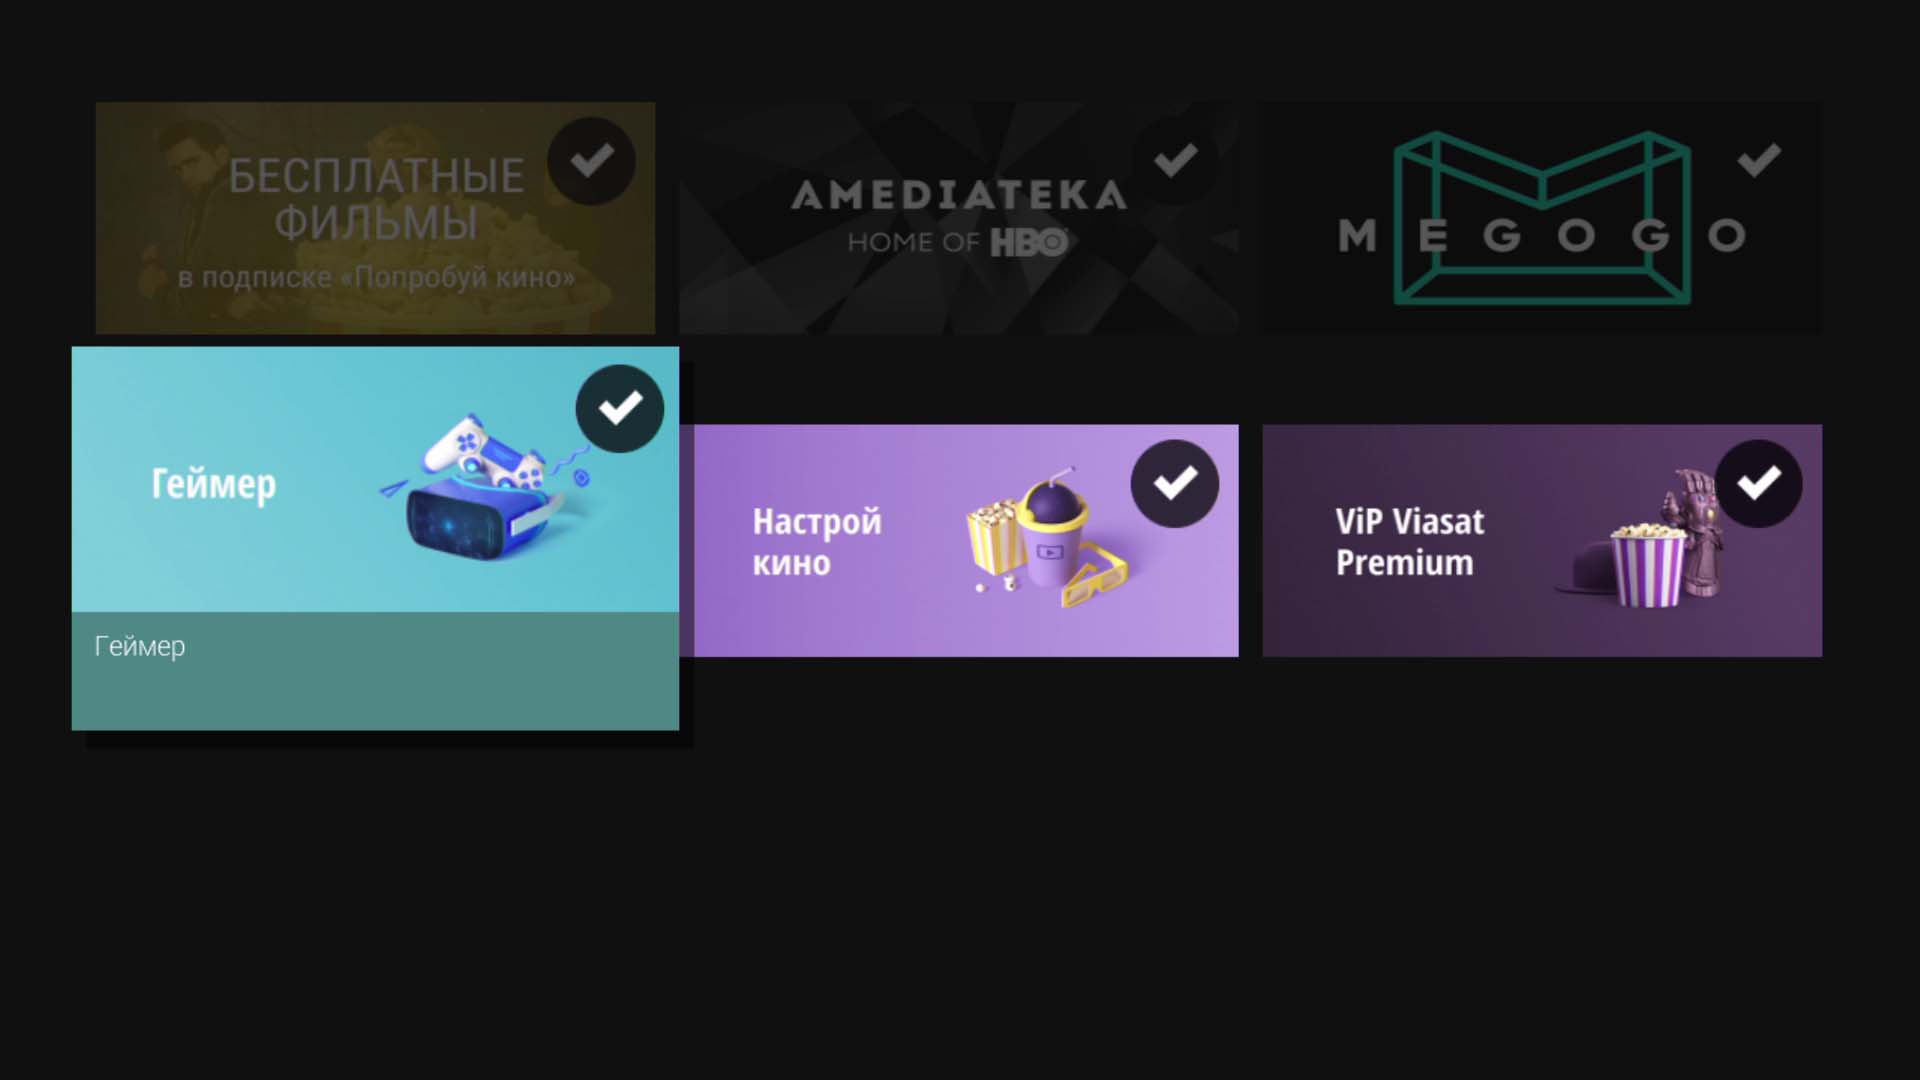 БЕСПЛАТНЫЕ
ФИЛЬМЫ
в подписке «Попробуй кино»
AMEDIATEKA
HOME OF HBO
MEGOGO
Геймер
Геймер
Настрой
кино
ViP Viasat
Premium